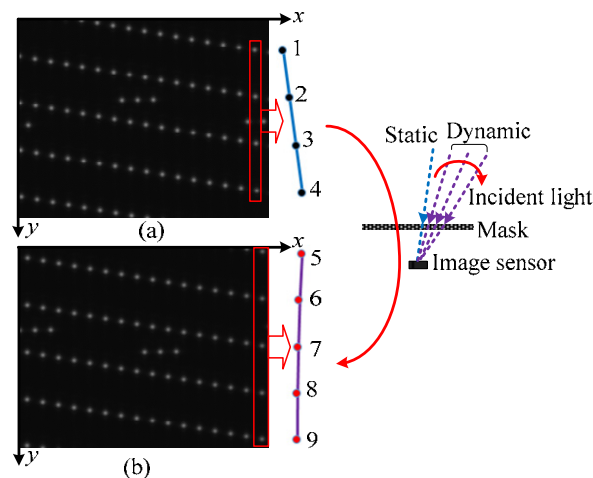 x
1
2
3
4
y
(a)
Static
Dynamic
Incident light
Mask
Image sensor
x
5
6
7
8
9
y
(b)